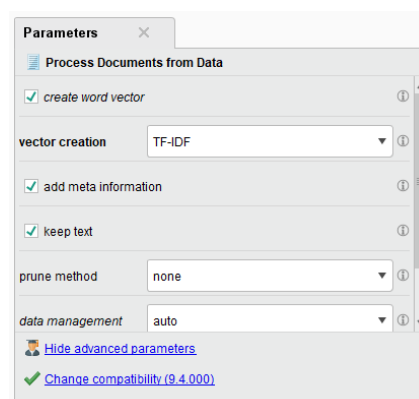 Parameters
Process Documents from Data
create word vector
vector creation TF-IDF
add meta information
keep text
prune method none
data management auto
Hide advanced parameters
Change compatibility (9.4.000)